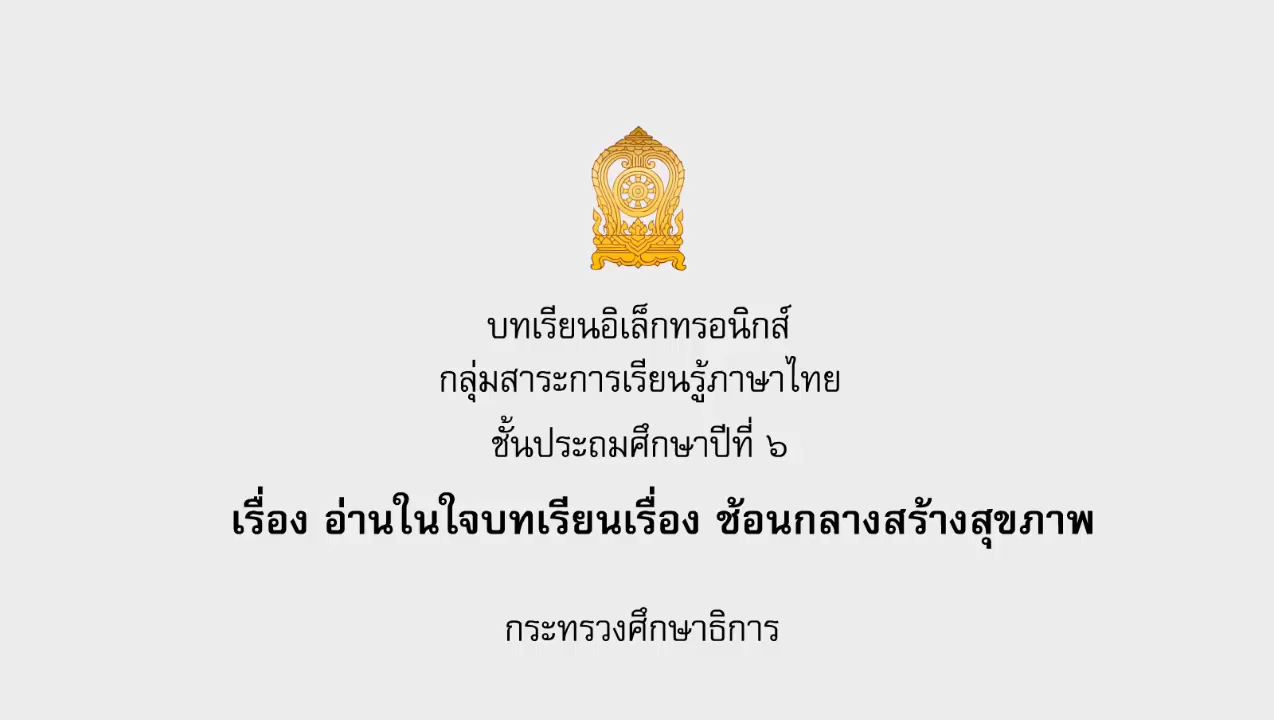 บทเรียนอิเล็กทรอนิกส์
กลุ่มสาระการเรียนรู้ภาษาไทย
ชั้นประถมศึกษาปีที่ ๖
เรื่อง อ่านในใจบทเรียนเรื่อง ช้อนกลางสร้างสุขภาพ
กระทรวงศึกษาธิการ